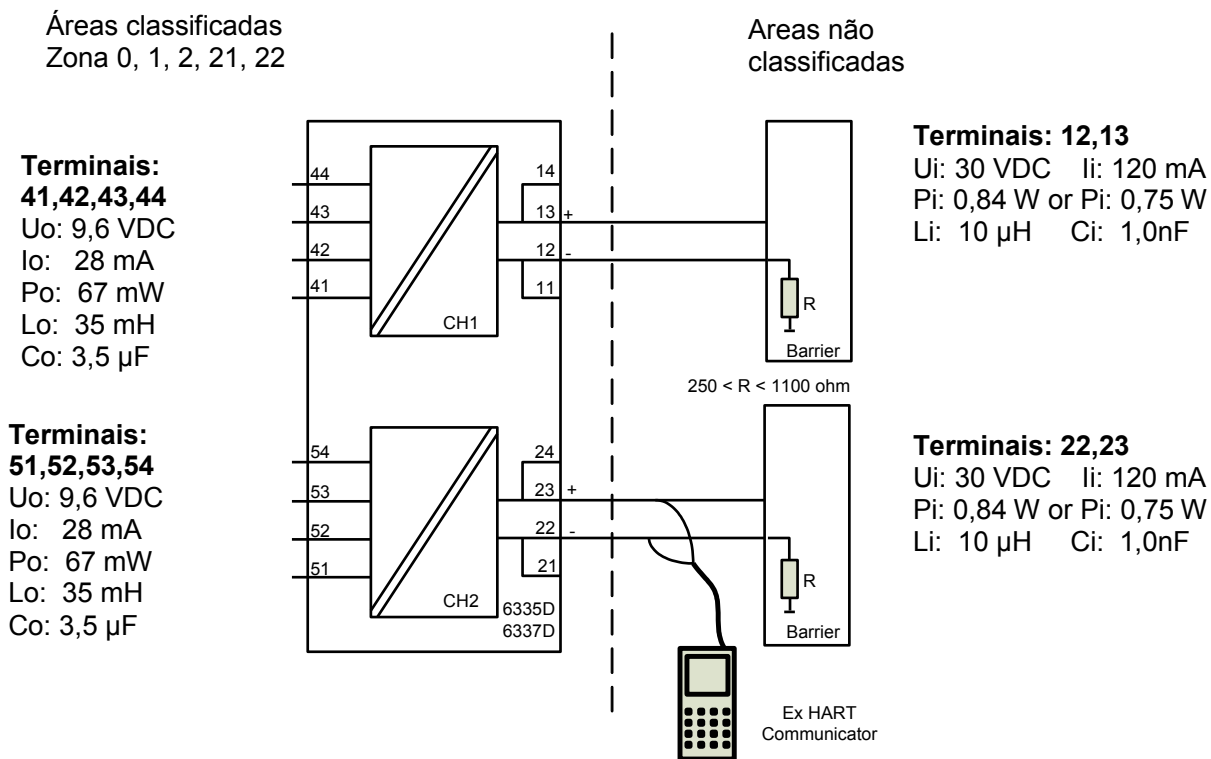 Áreas classificadas
Zona 0, 1, 2, 21, 22
Areas não
classificadas
Terminais:
41,42,43,44
Uo: 9,6 VDC
Io: 28 mA
Po: 67 mW
Lo: 35 mH
Co: 3,5 µF
44
43
42
41
CH1
14
13 +
12 -
11
R
Barrier
250 < R < 1100 ohm
Terminais: 12,13
Ui: 30 VDC Ii: 120 mA
Pi: 0,84 W or Pi: 0,75 W
Li: 10 µH Ci: 1,0nF
Terminais:
51,52,53,54
Uo: 9,6 VDC
Io: 28 mA
Po: 67 mW
Lo: 35 mH
Co: 3,5 µF
54
53
52
51
CH2
24
23 +
22 -
21
6335D
6337D
R
Barrier
Terminais: 22,23
Ui: 30 VDC Ii: 120 mA
Pi: 0,84 W or Pi: 0,75 W
Li: 10 µH Ci: 1,0nF
Ex HART
Communicator